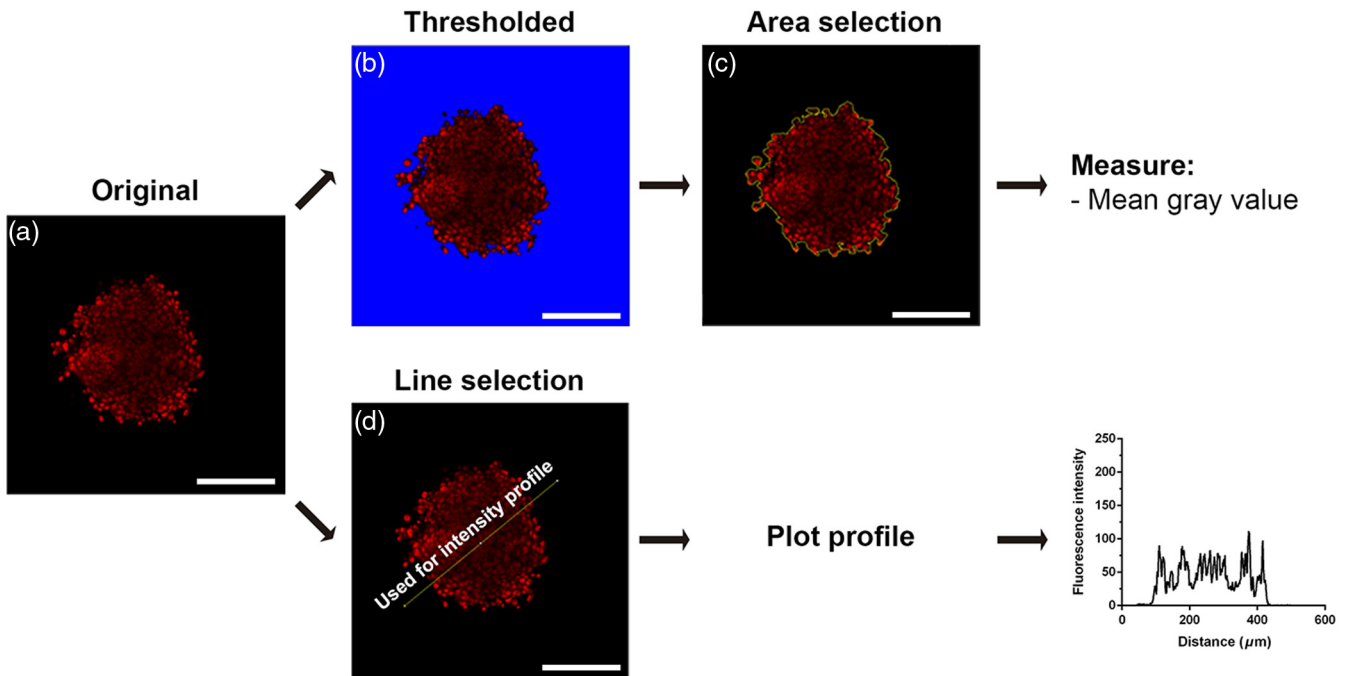 Thresholded
Area selection
(b)
(c)
Original
(a)
Measure:
- Mean gray value
Line selection
(d)
Used for intensity profile
Plot profile
Fluorescence intensity
250
200
150
100
50
0
0
200
400
600
Distance (µm)